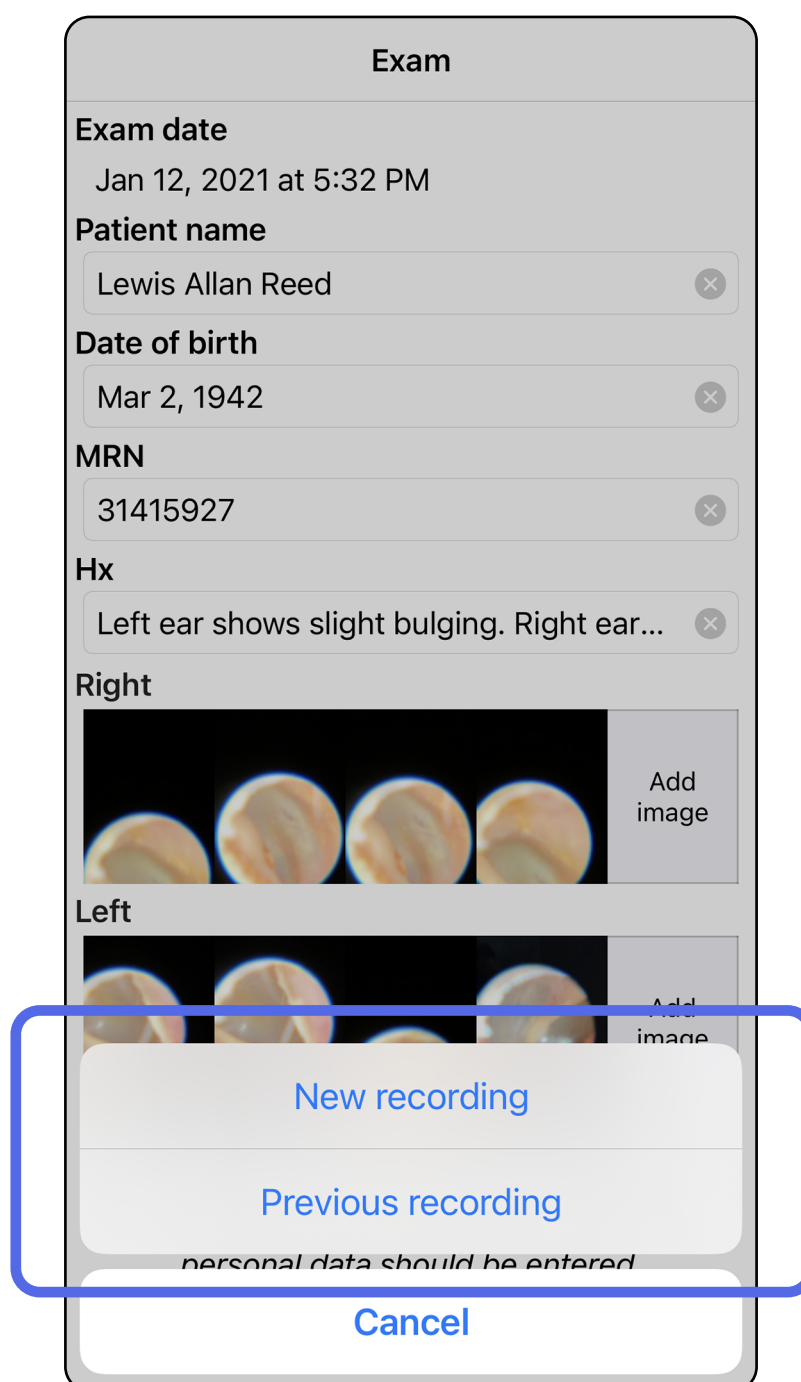 Exam
Exam date
Jan 12, 2021 at 5:32 PM
Patient name
Lewis Allan Reed
Date of birth
Mar 2, 1942
MRN
31415927
Hx
Left ear shows slight bulging. Right ear...
Right
Add
image
Left
Add
image
New recording
Previous recording
personal data should be entered
Cancel